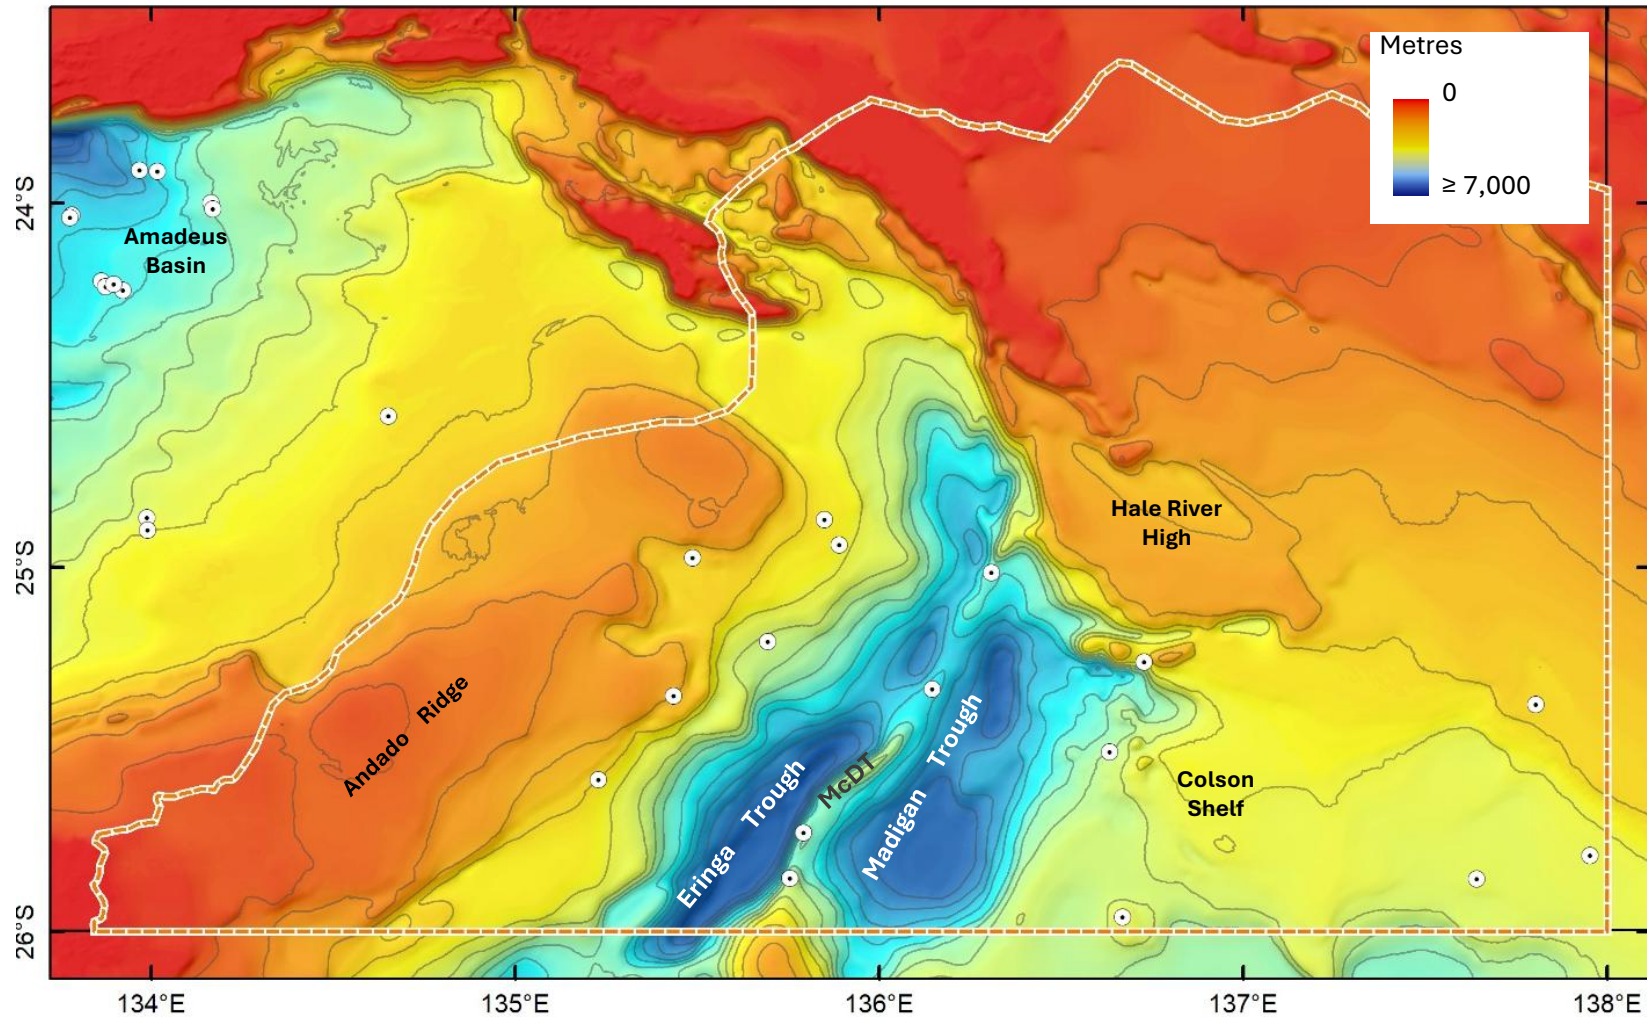 Metres
0
≥ 7,000
24°S
25°S
26°S
Amadeus
Basin
Hale River
High
Andado Ridge
Eringa Trough
McDT
Madigan Trough
Colson
Shelf
134°E
135°E
136°E
137°E
138°E